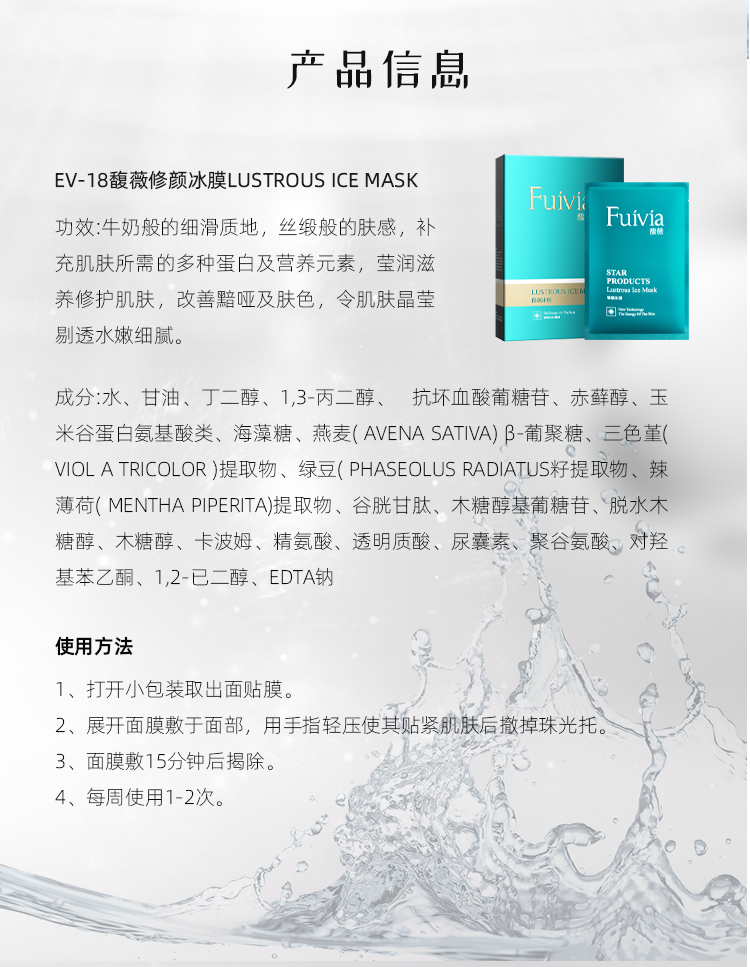 产品信息
EV-18馥薇修颜冰膜LUSTROUS ICE MASK
功效:牛奶般的细滑质地，丝缎般的肤感，补
充肌肤所需的多种蛋白及营养元素，莹润滋
养修护肌肤，改善黯哑及肤色，令肌肤晶莹
剔透水嫩细腻。
Fuivia
馥薇
STAR
PRODUCTS
Lustrous Ice Mask
New Technology
The Energy Of The Skin
LUSTROUS ICE M
成分:水、甘油、丁二醇、1,3-丙二醇、 抗坏血酸葡糖苷、赤藓醇、玉
米谷蛋白氨基酸类、海藻糖、燕麦( AVENA SATIVA) β-葡聚糖、三色堇(
VIOL A TRICOLOR )提取物、绿豆( PHASEOLUS RADIATUS籽提取物、辣
薄荷( MENTHA PIPERITA)提取物、谷胱甘肽、木糖醇基葡糖苷、脱水木
糖醇、木糖醇、卡波姆、精氨酸、透明质酸、尿囊素、聚谷氨酸、对羟
基苯乙酮、1,2-已二醇、EDTA钠
使用方法
1、打开小包装取出面贴膜。
2、展开面膜敷于面部，用手指轻压使其贴紧肌肤后撤掉珠光托。
3、面膜敷15分钟后揭除。
4、每周使用1-2次。